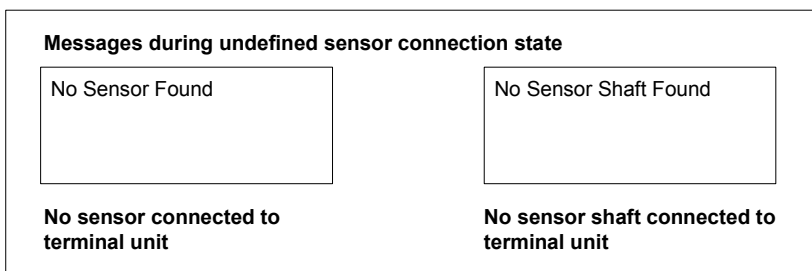 Messages during undefined sensor connection state
No Sensor Found
No Sensor Shaft Found
No sensor connected to
terminal unit
No sensor shaft connected to
terminal unit